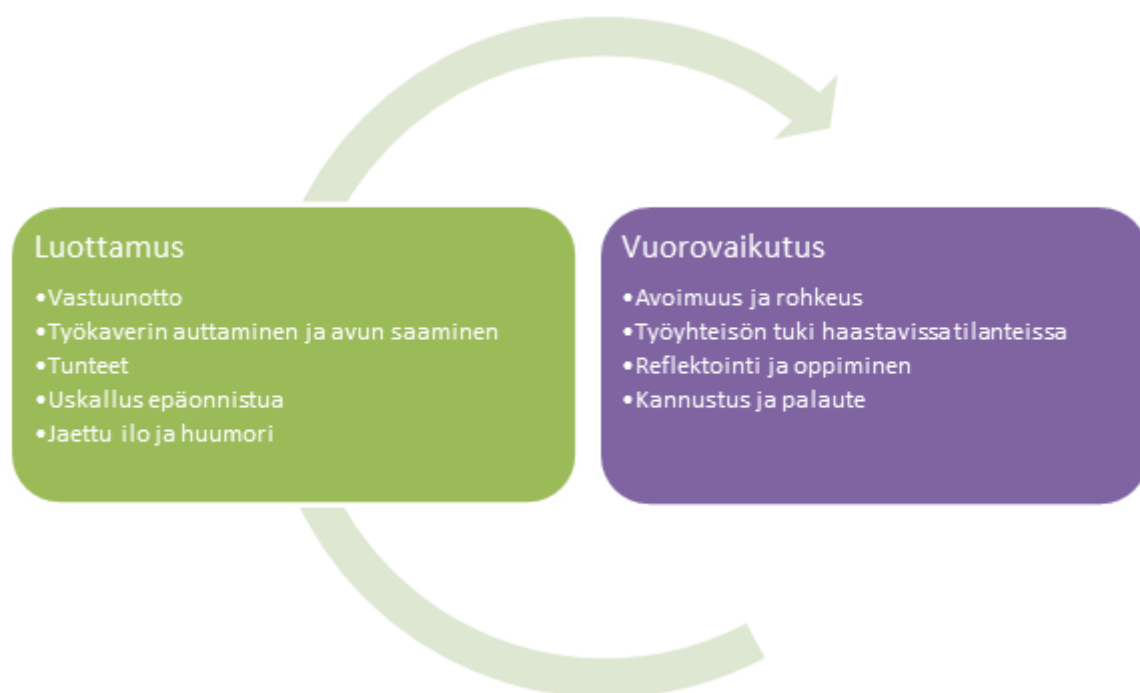 Luottamus
•Vastuunotto
•Työkaverin auttaminen ja avun saaminen
•Tunteet
•Uskallus epäonnistua
•Jaettu ilo ja huumori
Vuorovaikutus
•Avoimuus ja rohkeus
•Työyhteisön tuki haastavissa tilanteissa
•Reflektointi ja oppiminen
•Kannustus ja palaute